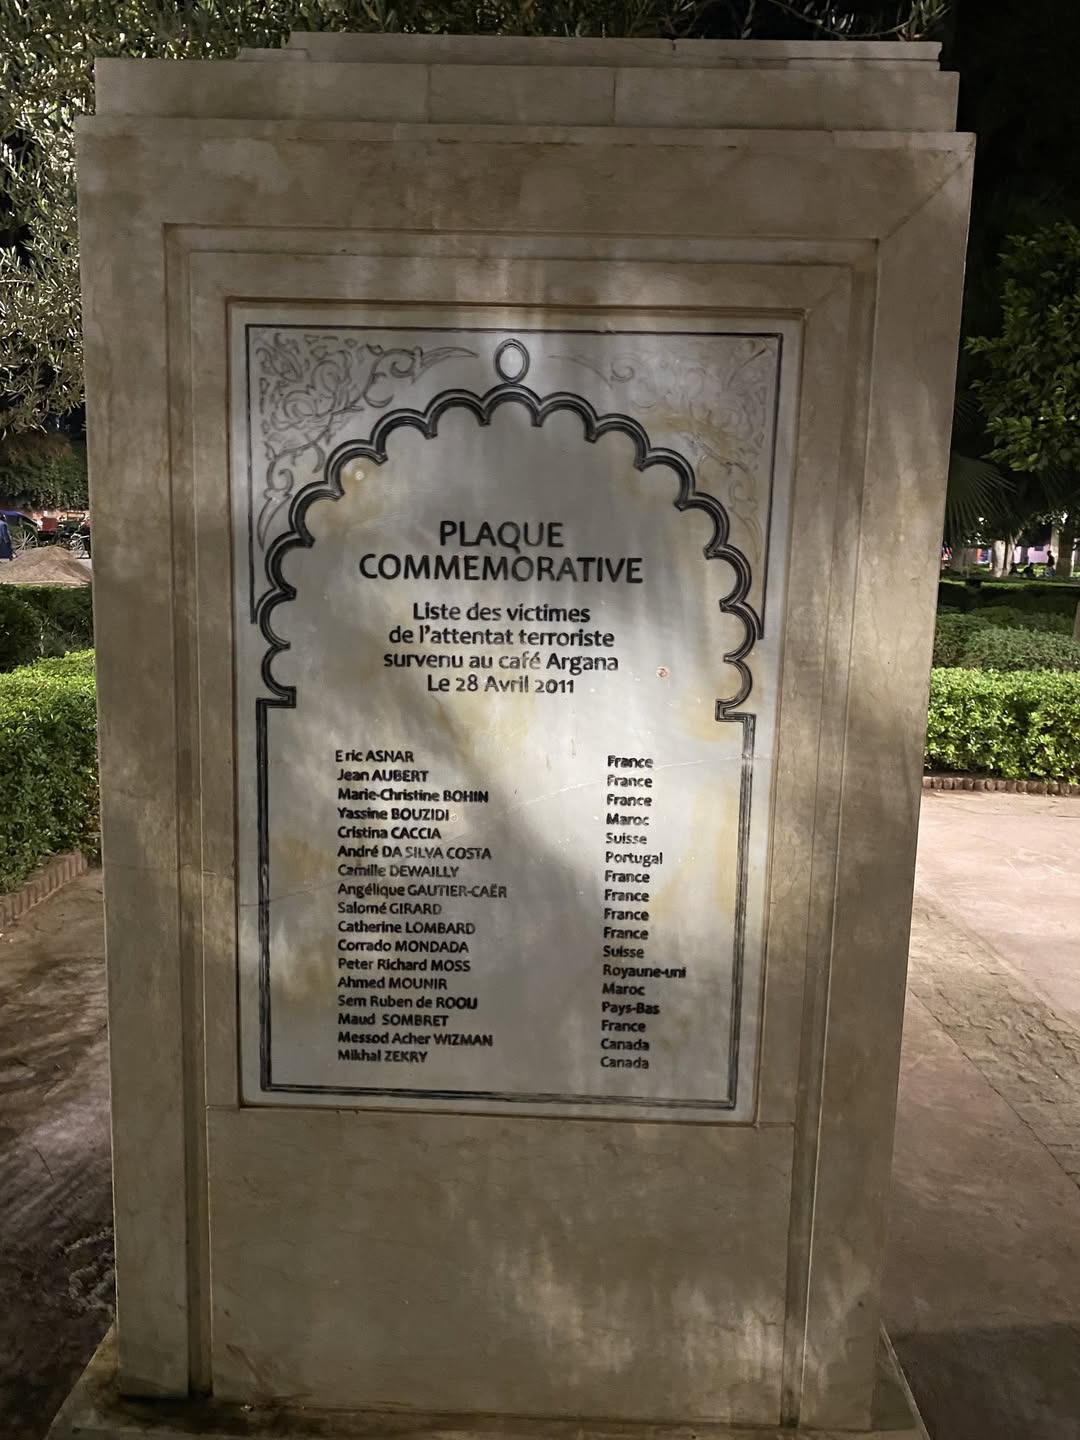 PLAQUE
COMMEMORATIVE
Liste des victimes
de l'attentat terroriste
survenu au café Argana
Le 28 Avril 2011
Eric ASNAR France
Jean AUBERT France
Marie-Christine BOHIN France
Yassine BOUZIDI Maroc
Cristina CACCIA Suisse
André DA SILVA COSTA Portugal
Camille DEWAILLY France
Angélique GAUTIER-CAËR France
Salomé GIRARD France
Catherine LOMBARD France
Corrado MONDADA Suisse
Peter Richard MOSS Royaune-uni
Ahmed MOUNIR Maroc
Sem Ruben de ROOU Pays-Bas
Maud SOMBRET France
Messod Acher WIZMAN Canada
Mikhal ZEKRY Canada